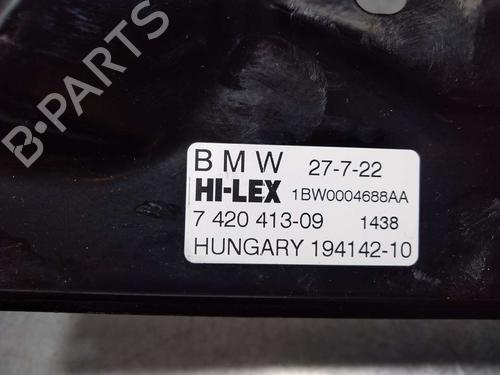 B-PARTS
BMW 27-7-22
HI-LEX 1BW0004688AA
7 420 413-09 1438
HUNGARY 194142-10